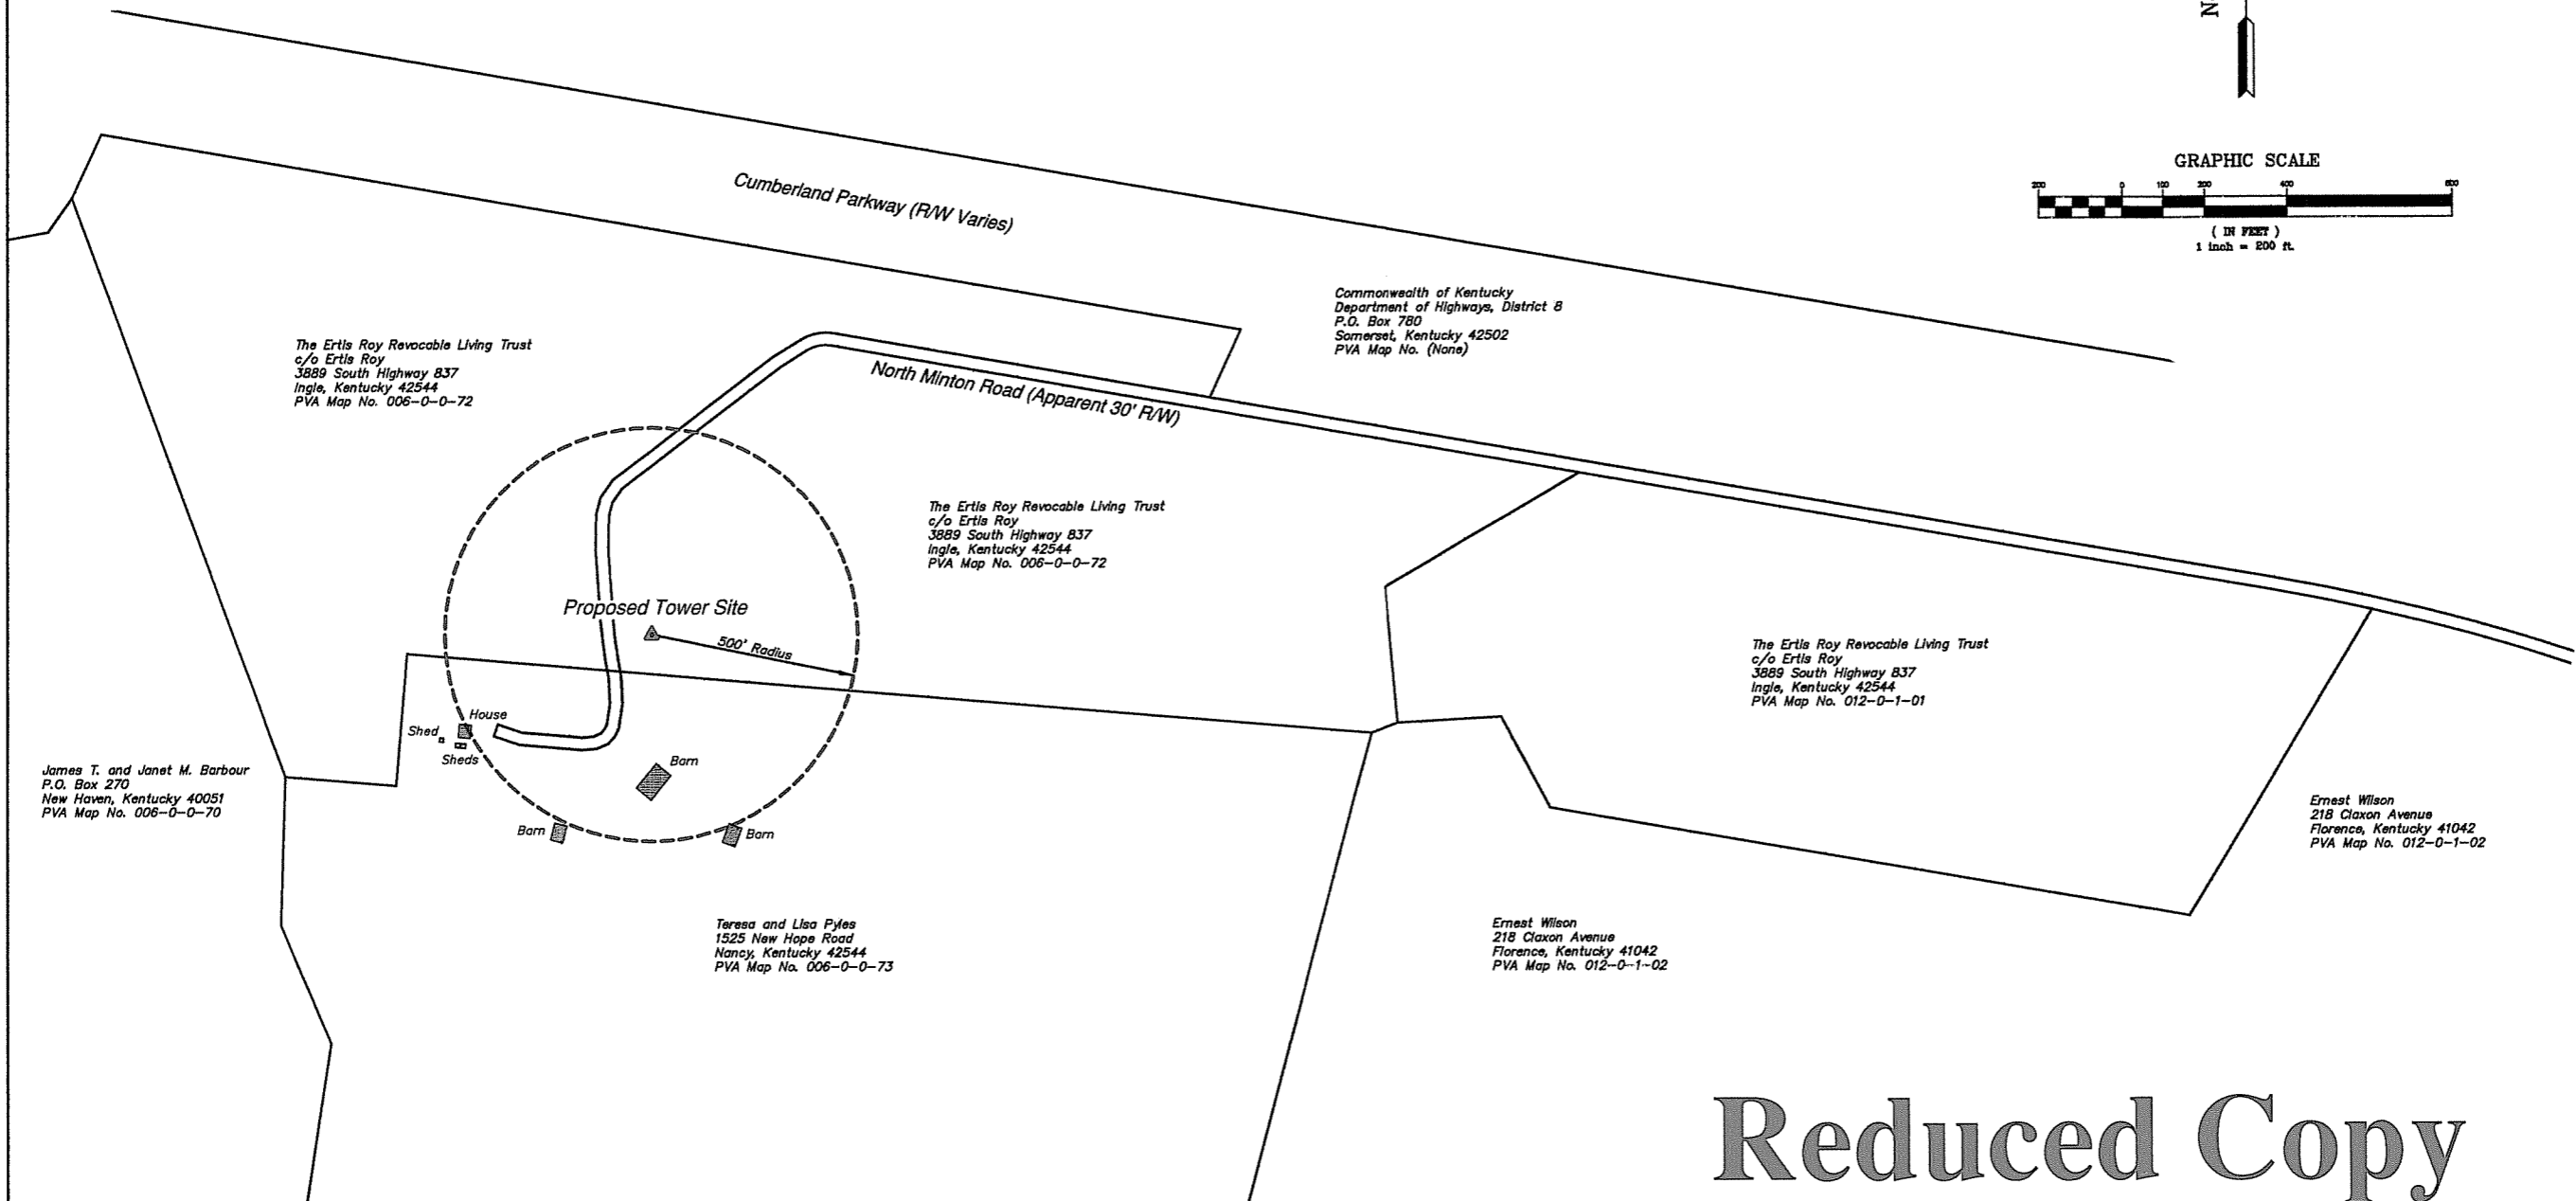 N
GRAPHIC SCALE
200 0 100 200 400 800
( IN FEET )
1 inch = 200 ft.
Cumberland Parkway (R/W Varies)
Commonwealth of Kentucky
Department of Highways, District 8
P.O. Box 780
Somerset, Kentucky 42502
PVA Map No. (None)
The Ertis Roy Revocable Living Trust
c/o Ertis Roy
3889 South Highway 837
Ingle, Kentucky 42544
PVA Map No. 006-0-0-72
North Minton Road (Apparent 30' R/W)
The Ertis Roy Revocable Living Trust
c/o Ertis Roy
3889 South Highway 837
Ingle, Kentucky 42544
PVA Map No. 006-0-0-72
Proposed Tower Site
500' Radius
The Ertis Roy Revocable Living Trust
c/o Ertis Roy
3889 South Highway 837
Ingle, Kentucky 42544
PVA Map No. 012-0-1-01
House
Shed
Sheds
Barn
James T. and Janet M. Barbour
P.O. Box 270
New Haven, Kentucky 40051
PVA Map No. 006-0-0-70
Barn
Barn
Ernest Wilson
218 Claxon Avenue
Florence, Kentucky 41042
PVA Map No. 012-0-1-02
Teresa and Lisa Pyles
1525 New Hope Road
Nancy, Kentucky 42544
PVA Map No. 006-0-0-73
Ernest Wilson
218 Claxon Avenue
Florence, Kentucky 41042
PVA Map No. 012-0-1-02
Reduced Copy